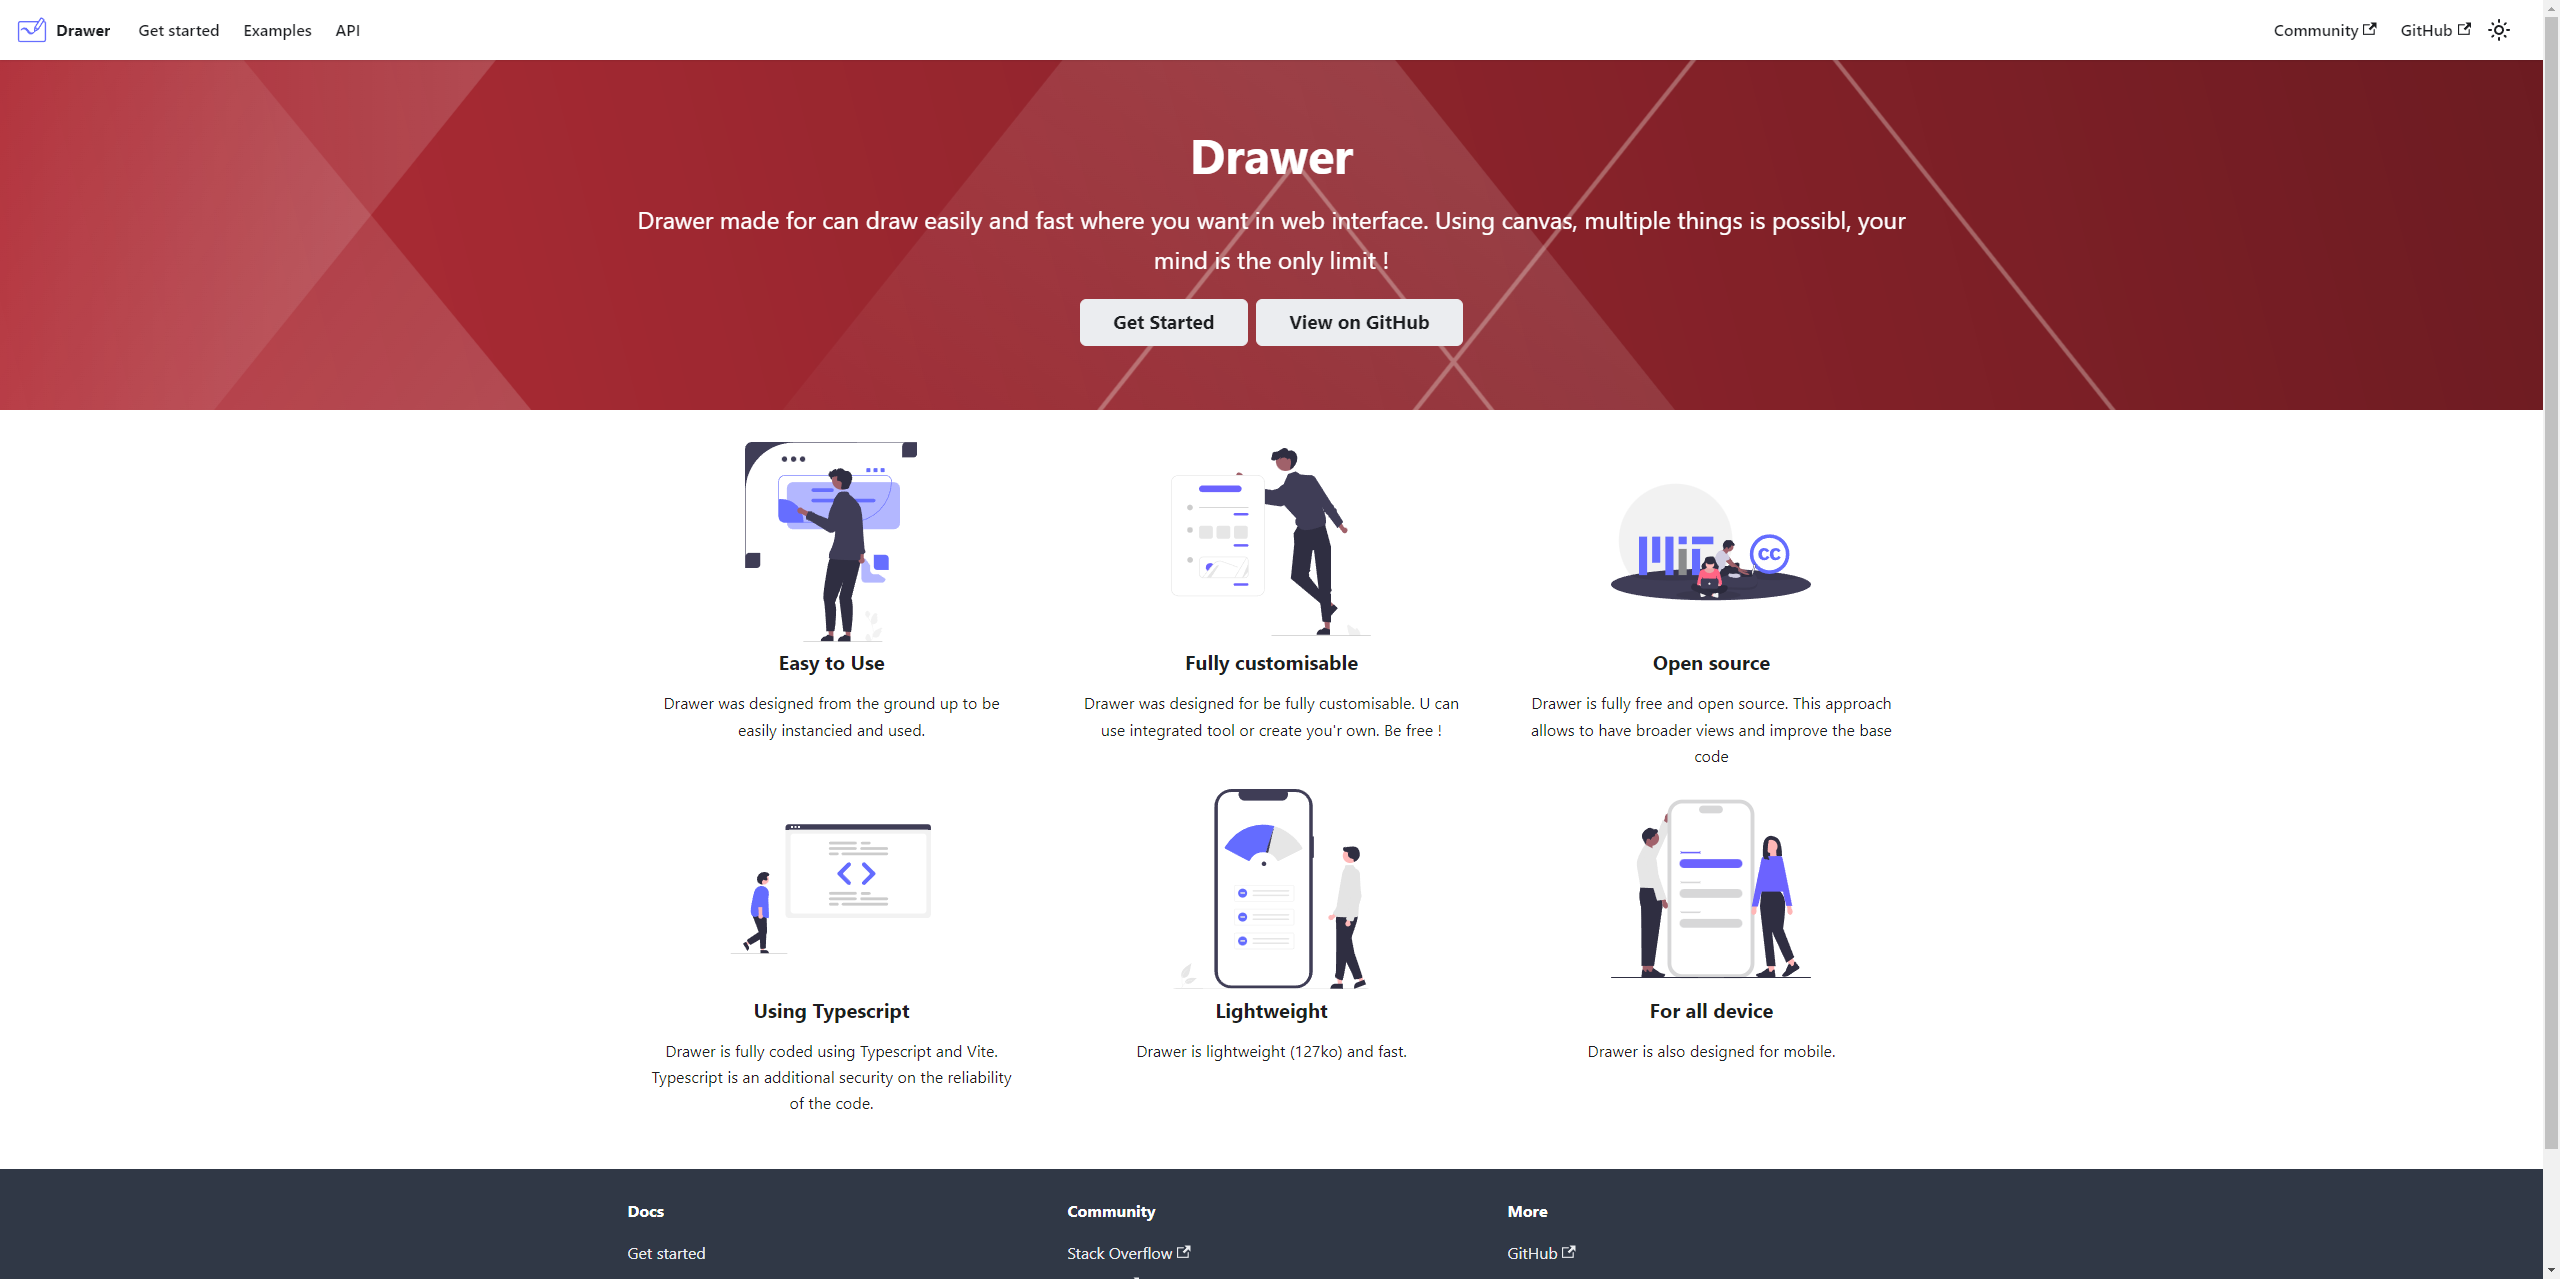 Drawer
Get started
Examples
API
Community
GitHub
Drawer
Drawer made for can draw easily and fast where you want in web interface. Using canvas, multiple things is possibl, your
mind is the only limit !
Get Started
View on GitHub
MiT
cc
Easy to Use
Drawer was designed from the ground up to be
easily instancied and used.
Fully customisable
Drawer was designed for be fully customisable. U can
use integrated tool or create you'r own. Be free !
Open source
Drawer is fully free and open source. This approach
allows to have broader views and improve the base
code
Using Typescript
Drawer is fully coded using Typescript and Vite.
Typescript is an additional security on the reliability
of the code.
Lightweight
Drawer is lightweight (127ko) and fast.
For all device
Drawer is also designed for mobile.
Docs
Get started
Community
Stack Overflow
More
GitHub